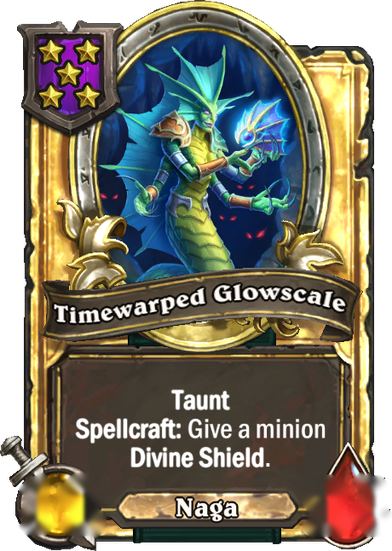 Timewarped Glowscale
Taunt
Spellcraft: Give a minion
Divine Shield.
Naga